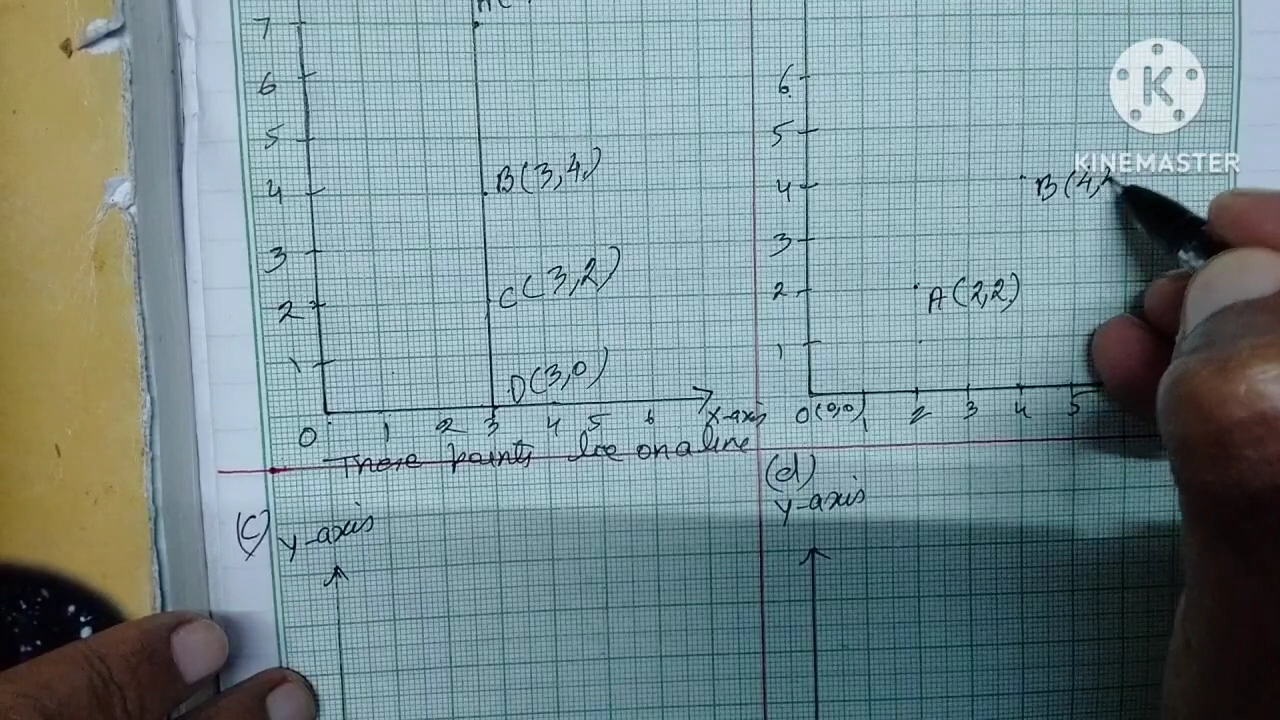 A(
7
6
5
B(3,4)
4
3
C(3,2)
2
1
D(3,0)
0 1 2 3 4 5 6 X-axis
These points lie on a line
6
5
4
B(4,4
3
2
A(2,2)
1
0(0,0) 1 2 3 4 5
(c)
Y-axis
(d)
Y-axis
K
KINEMASTER